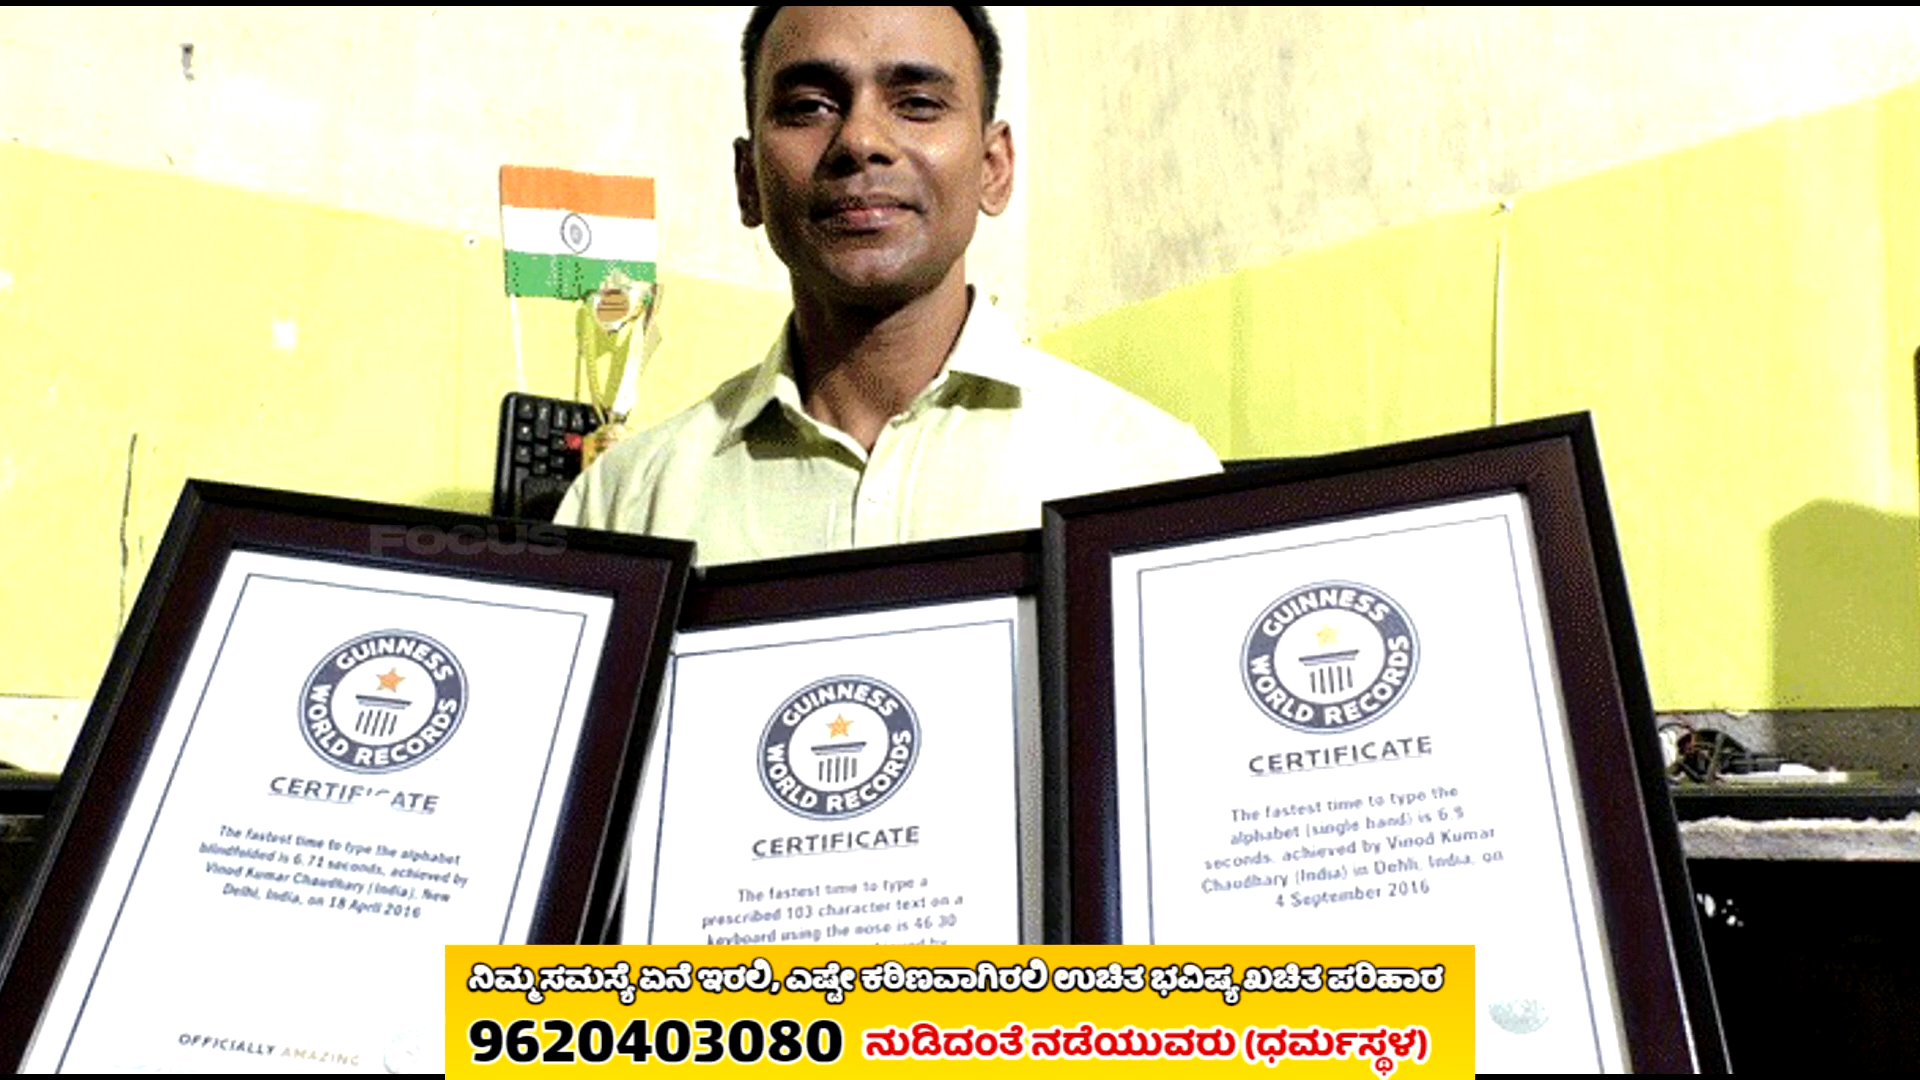 FOCUS
GUINNESS
WORLD RECORDS
CERTIFICATE
The fastest time to type the alphabet
blindfolded is 6.71 seconds, achieved by
Vinod Kumar Chaudhary (India), New
Delhi, India, on 18 April 2016
OFFICIALLY AMAZING
GUINNESS
WORLD RECORDS
CERTIFICATE
The fastest time to type a
prescribed 103 character text on a
keyboard using the nose is 46.30
GUINNESS
WORLD RECORDS
CERTIFICATE
The fastest time to type the
alphabet (single hand) is 6.9
seconds, achieved by Vinod Kumar
Chaudhary (India) in Dehli, India, on
4 September 2016
ನಿಮ್ಮ ಸಮಸ್ಯೆ ಏನೆ ಇರಲಿ, ಎಷ್ಟೇ ಕಠಿಣವಾಗಿರಲಿ ಉಚಿತ ಭವಿಷ್ಯ ಖಚಿತ ಪರಿಹಾರ
9620403080 ನುಡಿದಂತೆ ನಡೆಯುವರು (ಧರ್ಮಸ್ಥಳ)